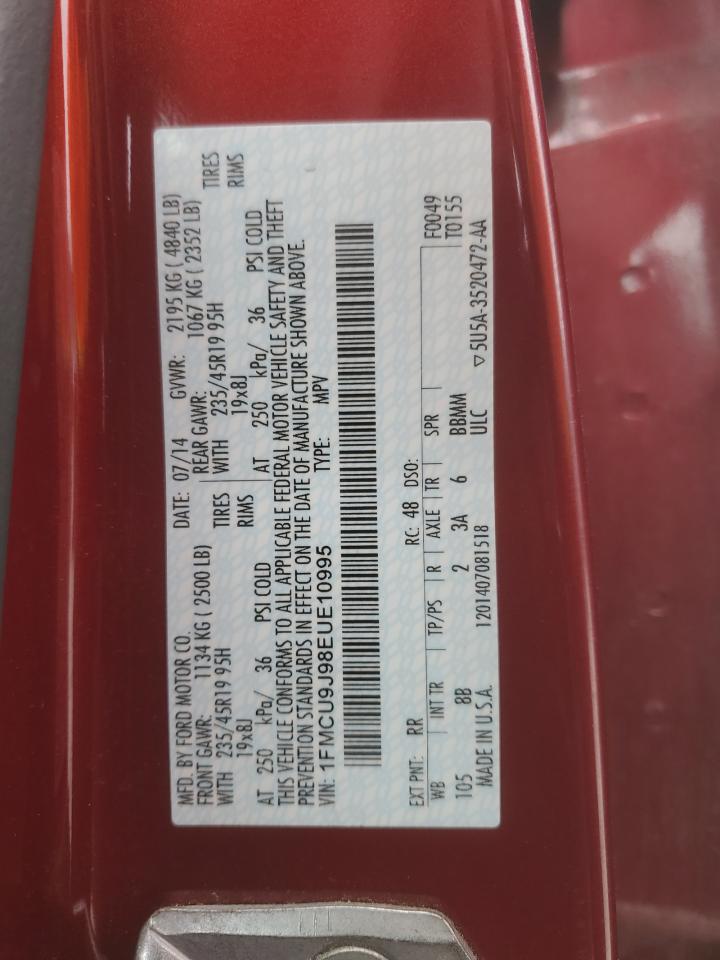 MFD. BY FORD MOTOR CO. DATE: 07/14 GVWR: 2195 KG ( 4840 LB)
FRONT GAWR: 1134 KG ( 2500 LB) REAR GAWR: 1067 KG ( 2352 LB)
WITH 235/45R19 95H TIRES WITH 235/45R19 95H TIRES
19x8J RIMS 19x8J RIMS
AT 250 kPa/ 36 PSI COLD AT 250 kPa/ 36 PSI COLD
THIS VEHICLE CONFORMS TO ALL APPLICABLE FEDERAL MOTOR VEHICLE SAFETY AND THEFT
PREVENTION STANDARDS IN EFFECT ON THE DATE OF MANUFACTURE SHOWN ABOVE.
VIN: 1FMCU9J98EUE10995 TYPE: MPV
EXT PNT: RR RC: 48 DSO: F0049
WB INT TR TP/PS R AXLE TR SPR T0155
105 8B 2 3A 6 BBMM
MADE IN U.S.A. 1201407081518 ULC ▽5U5A-3520472-AA